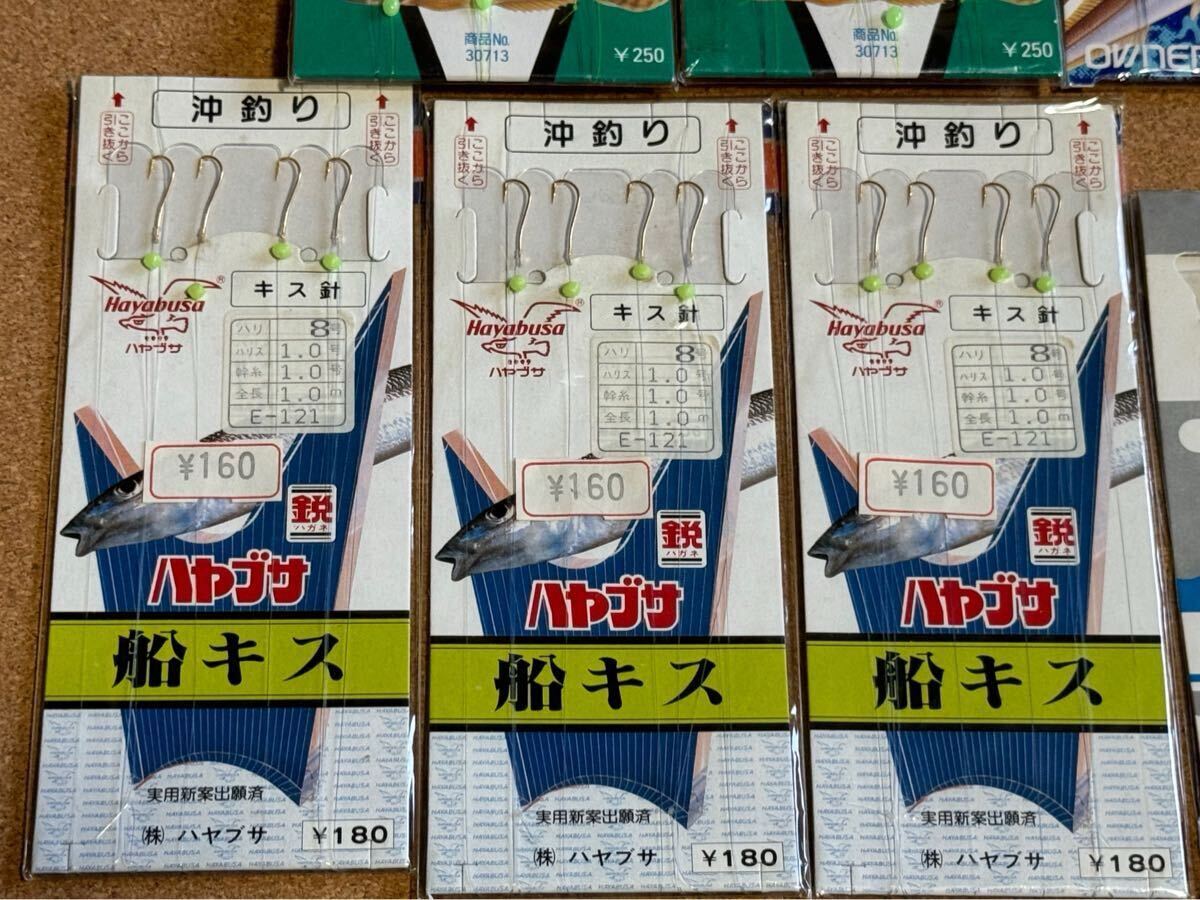 商品No.
30713
¥250
商品No.
30713
¥250
OWNER
沖釣り
ここから
引き抜く
ここから
引き抜く
Hayabusa®
ハヤブサ
キス針
ハリ 8号
ハリス 1.0号
幹糸 1.0号
全長 1.0m
E-121
¥160
鋭
ハガネ
ハヤブサ
船キス
実用新案出願済
(株) ハヤブサ
¥180
沖釣り
ここから
引き抜く
ここから
引き抜く
Hayabusa®
ハヤブサ
キス針
ハリ 8号
ハリス 1.0号
幹糸 1.0号
全長 1.0m
E-121
¥160
鋭
ハガネ
ハヤブサ
船キス
実用新案出願済
(株) ハヤブサ
¥180
沖釣り
ここから
引き抜く
ここから
引き抜く
Hayabusa®
ハヤブサ
キス針
ハリ 8号
ハリス 1.0号
幹糸 1.0号
全長 1.0m
E-121
¥160
鋭
ハガネ
ハヤブサ
船キス
実用新案出願済
(株) ハヤブサ
¥180